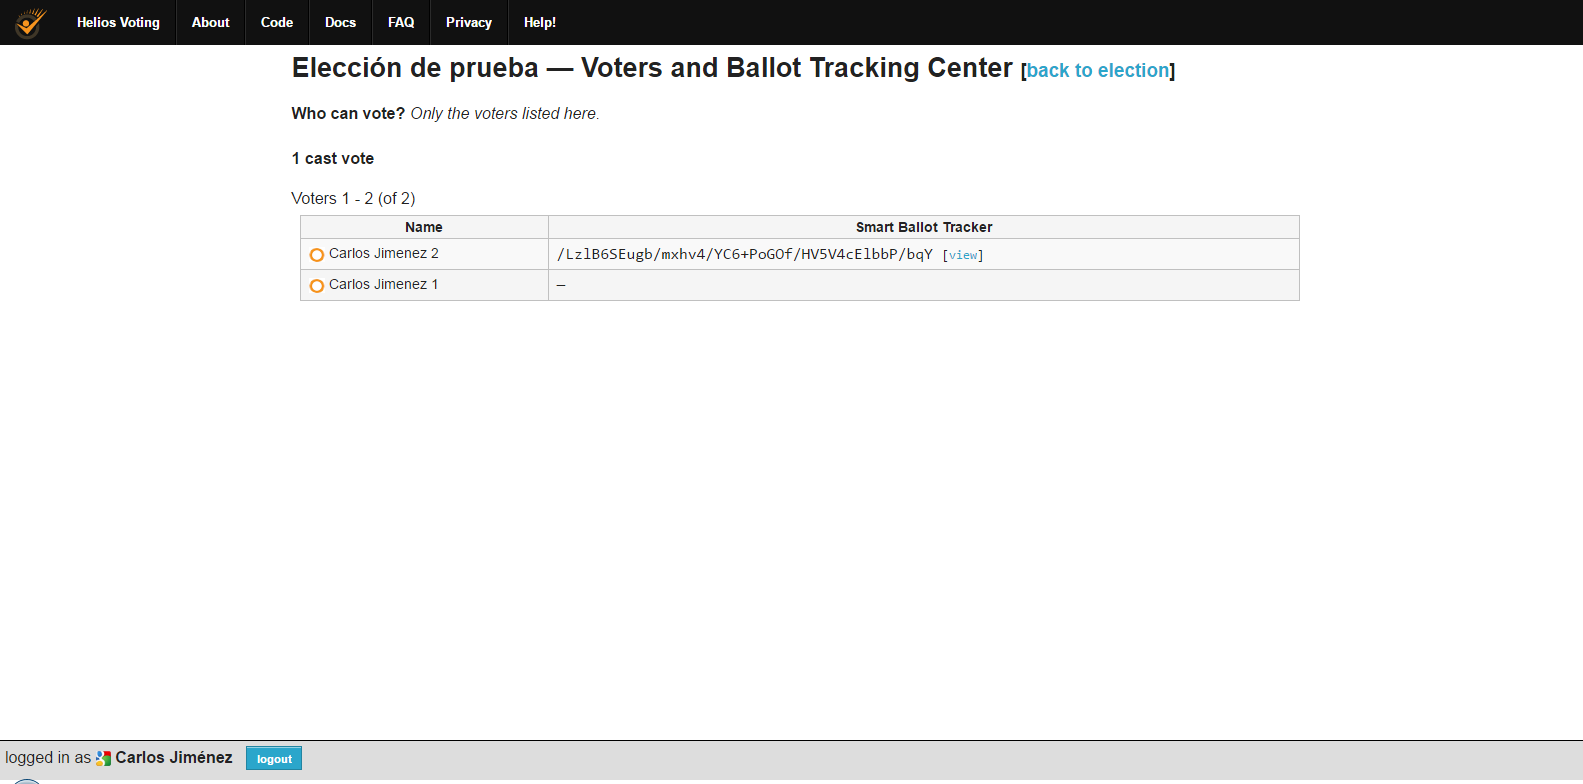 Helios Voting About Code Docs FAQ Privacy Help!
Elección de prueba — Voters and Ballot Tracking Center [back to election]
Who can vote? Only the voters listed here.
1 cast vote
Voters 1 - 2 (of 2)
Name Smart Ballot Tracker
Carlos Jimenez 2 /LzlB6SEugb/mxhv4/YC6+PoGOf/HV5V4cElbbP/bqY [view]
Carlos Jimenez 1 –
logged in as Carlos Jiménez logout